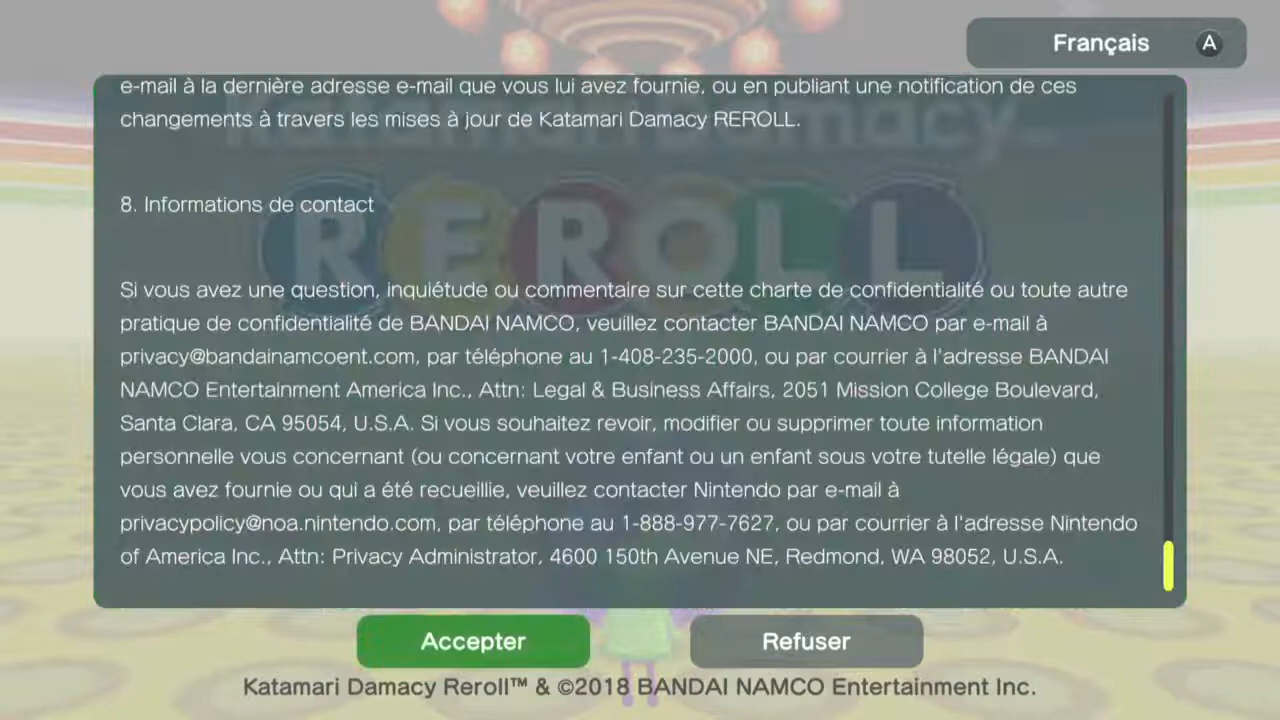 Français A
e-mail à la dernière adresse e-mail que vous lui avez fournie, ou en publiant une notification de ces
changements à travers les mises à jour de Katamari Damacy REROLL.
Katamari Damacy
REROLL
8. Informations de contact
Si vous avez une question, inquiétude ou commentaire sur cette charte de confidentialité ou toute autre
pratique de confidentialité de BANDAI NAMCO, veuillez contacter BANDAI NAMCO par e-mail à
privacy@bandainamcoent.com, par téléphone au 1-408-235-2000, ou par courrier à l'adresse BANDAI
NAMCO Entertainment America Inc., Attn: Legal & Business Affairs, 2051 Mission College Boulevard,
Santa Clara, CA 95054, U.S.A. Si vous souhaitez revoir, modifier ou supprimer toute information
personnelle vous concernant (ou concernant votre enfant ou un enfant sous votre tutelle légale) que
vous avez fournie ou qui a été recueillie, veuillez contacter Nintendo par e-mail à
privacypolicy@noa.nintendo.com, par téléphone au 1-888-977-7627, ou par courrier à l'adresse Nintendo
of America Inc., Attn: Privacy Administrator, 4600 150th Avenue NE, Redmond, WA 98052, U.S.A.
Accepter Refuser
Katamari Damacy Reroll™ & ©2018 BANDAI NAMCO Entertainment Inc.